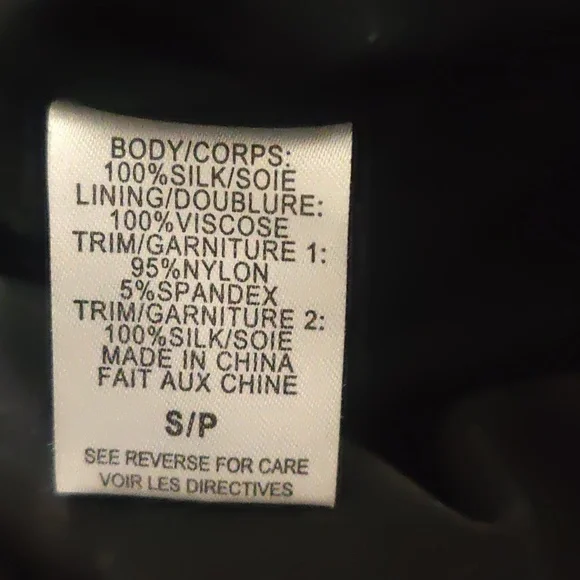 BODY/CORPS:
100%SILK/SOIE
LINING/DOUBLURE:
100%VISCOSE
TRIM/GARNITURE 1:
95%NYLON
5%SPANDEX
TRIM/GARNITURE 2:
100%SILK/SOIE
MADE IN CHINA
FAIT AUX CHINE
S/P
SEE REVERSE FOR CARE
VOIR LES DIRECTIVES